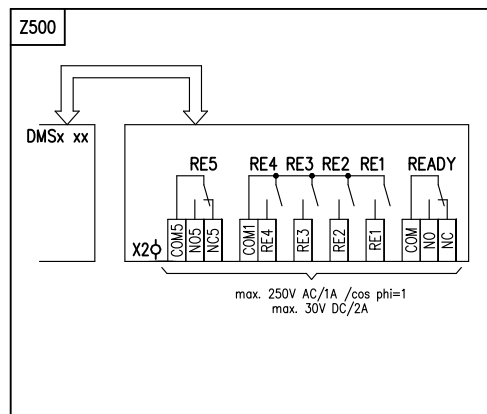 Z500
DMSx xx
RE5 RE4 RE3 RE2 RE1 READY
X2
COM5 NO5 NC5 COM1 RE4 RE3 RE2 RE1 COM NO NC
max. 250V AC/1A /cos phi=1
max. 30V DC/2A